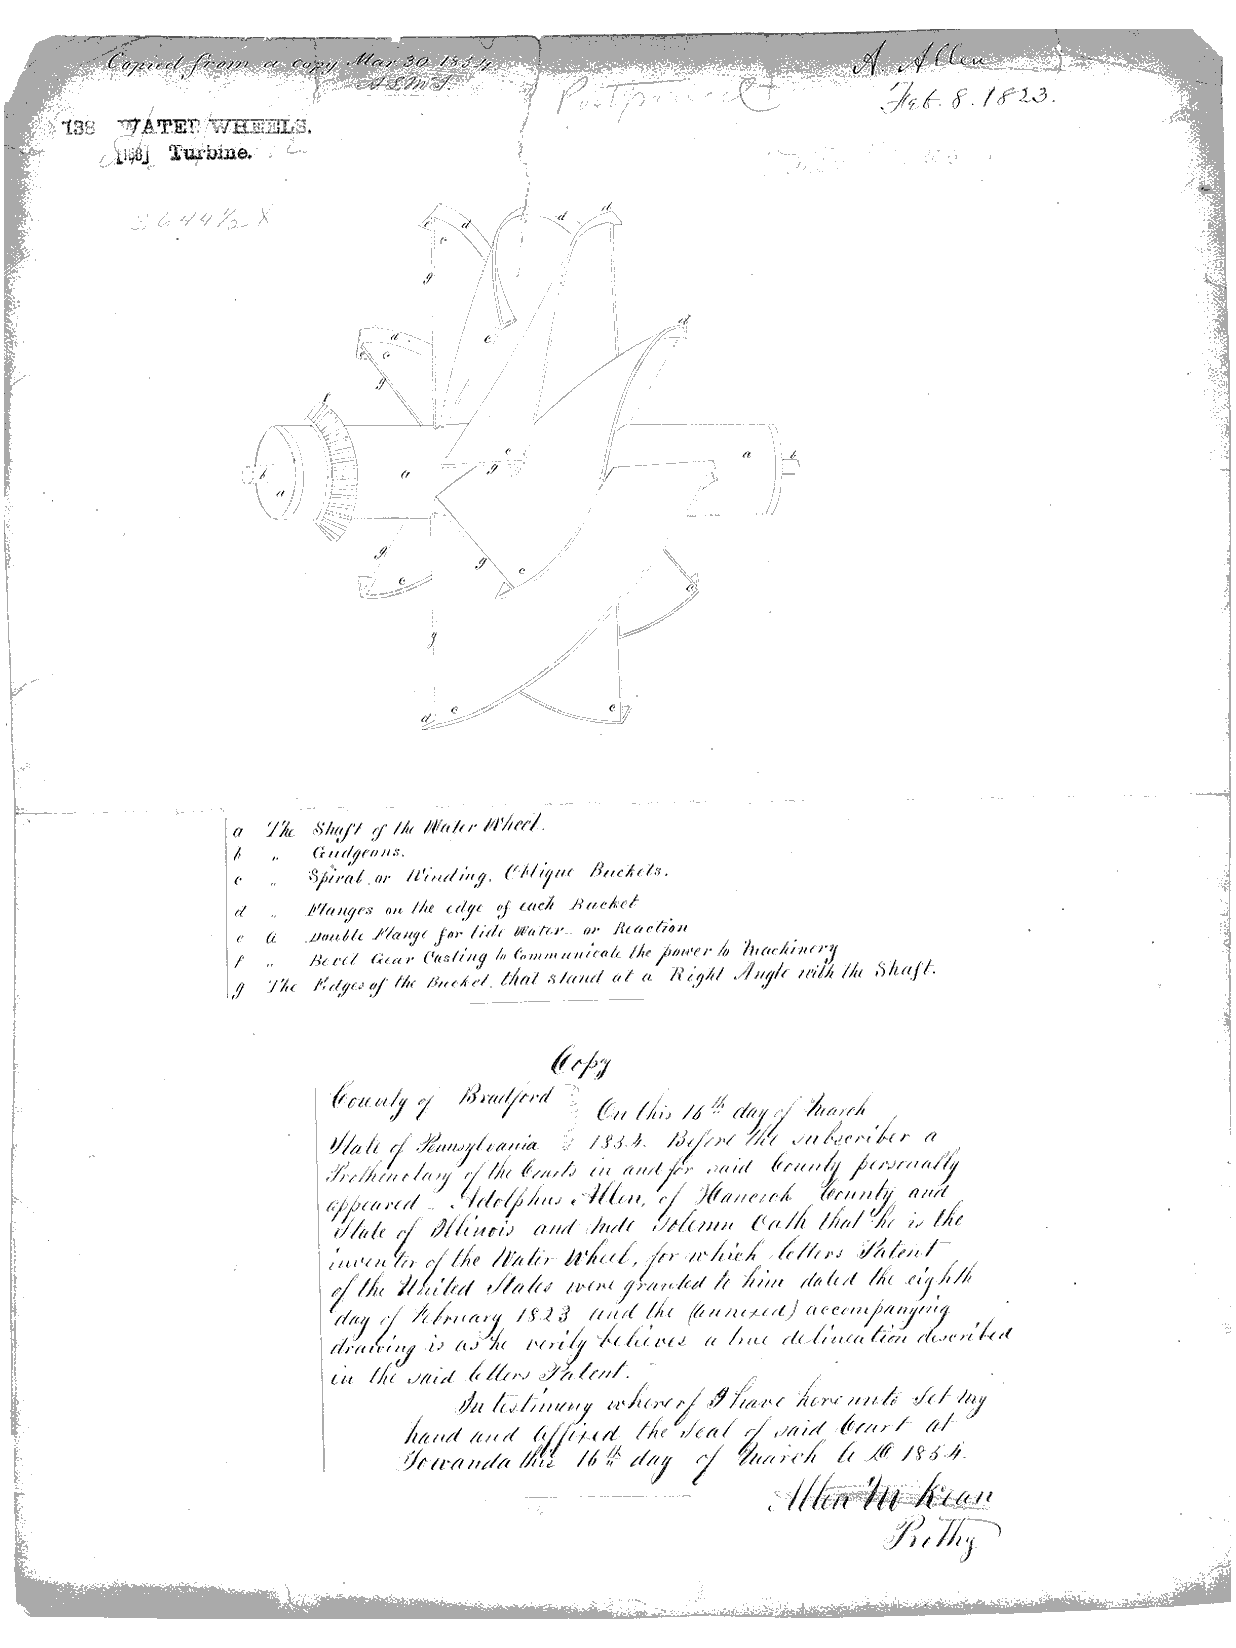 Copied from a copy Mar 30. 1854
A. Allen
Feb. 8. 1823.
Postponed
138 WATER WHEELS.
[138] Turbine.
3644½ X
e d c d d
g
e
d
d
e c
g
f
e
g
b a a a b
g g
c c
c
g
d c c
a The Shaft of the Water Wheel.
b " Gudgeons.
c " Spiral, or Winding, Oblique Buckets.
d " Flanges on the edge of each Bucket
e A Double Flange for tide Water or Reaction
f " Bevel Gear Casting to Communicate the power to Machinery
g The Edges of the Bucket, that stand at a Right Angle with the Shaft.
Copy
County of Bradford On this 16th day of March
State of Pennsylvania 1854. Before the subscriber a
Prothonotary of the Courts in and for said County personally
appeared Adolphus Allen, of Hancock County and
State of Illinois and made solemn Oath that he is the
inventor of the Water Wheel, for which letters Patent
of the United States were granted to him dated the eighth
day of February 1823 and the (annexed) accompanying
drawing is as he verily believes a true delineation described
in the said letters Patent.
In testimony whereof I have hereunto set my
hand and affixed the seal of said Court at
Towanda this 16th day of March A D 1854.
Allen McKean
Prothy